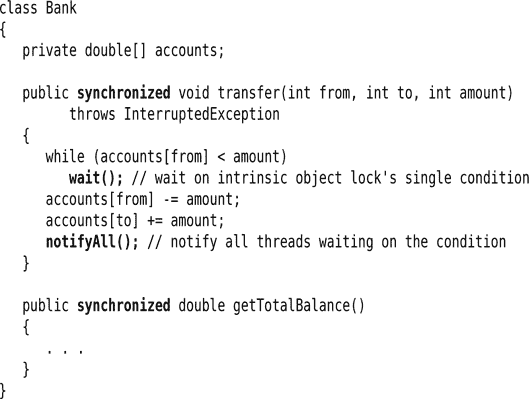 class Bank
{
   private double[] accounts;

   public synchronized void transfer(int from, int to, int amount)
         throws InterruptedException
   {
      while (accounts[from] < amount)
         wait(); // wait on intrinsic object lock's single condition
      accounts[from] -= amount;
      accounts[to] += amount;
      notifyAll(); // notify all threads waiting on the condition
   }

   public synchronized double getTotalBalance()
   {
      . . .
   }
}